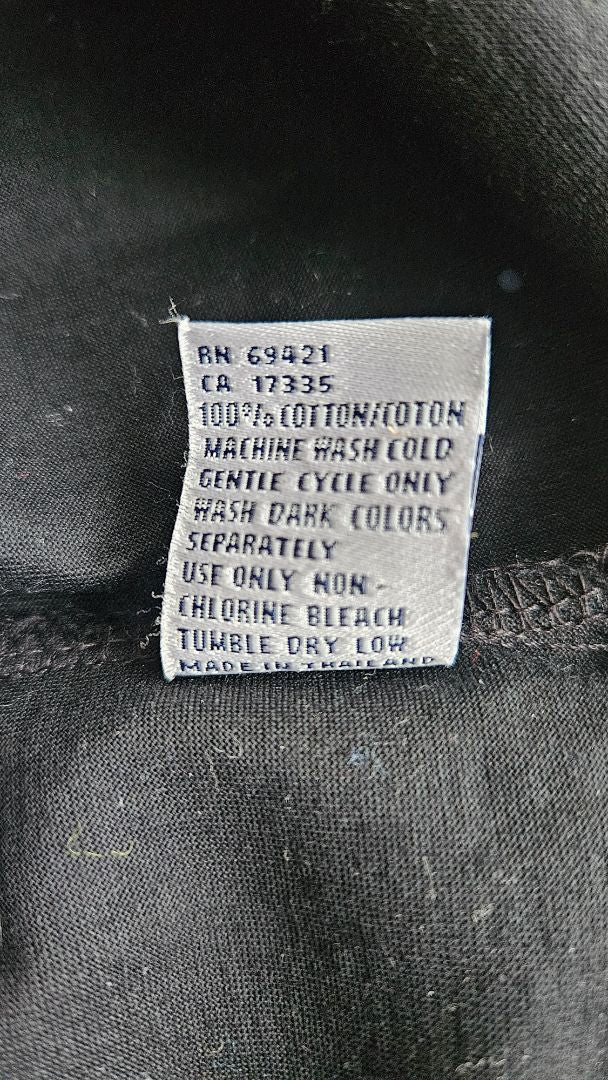 RN 69421
CA 17335
100% COTTON/COTON
MACHINE WASH COLD
GENTLE CYCLE ONLY
WASH DARK COLORS
SEPARATELY
USE ONLY NON-
CHLORINE BLEACH
TUMBLE DRY LOW
MADE IN THAILAND